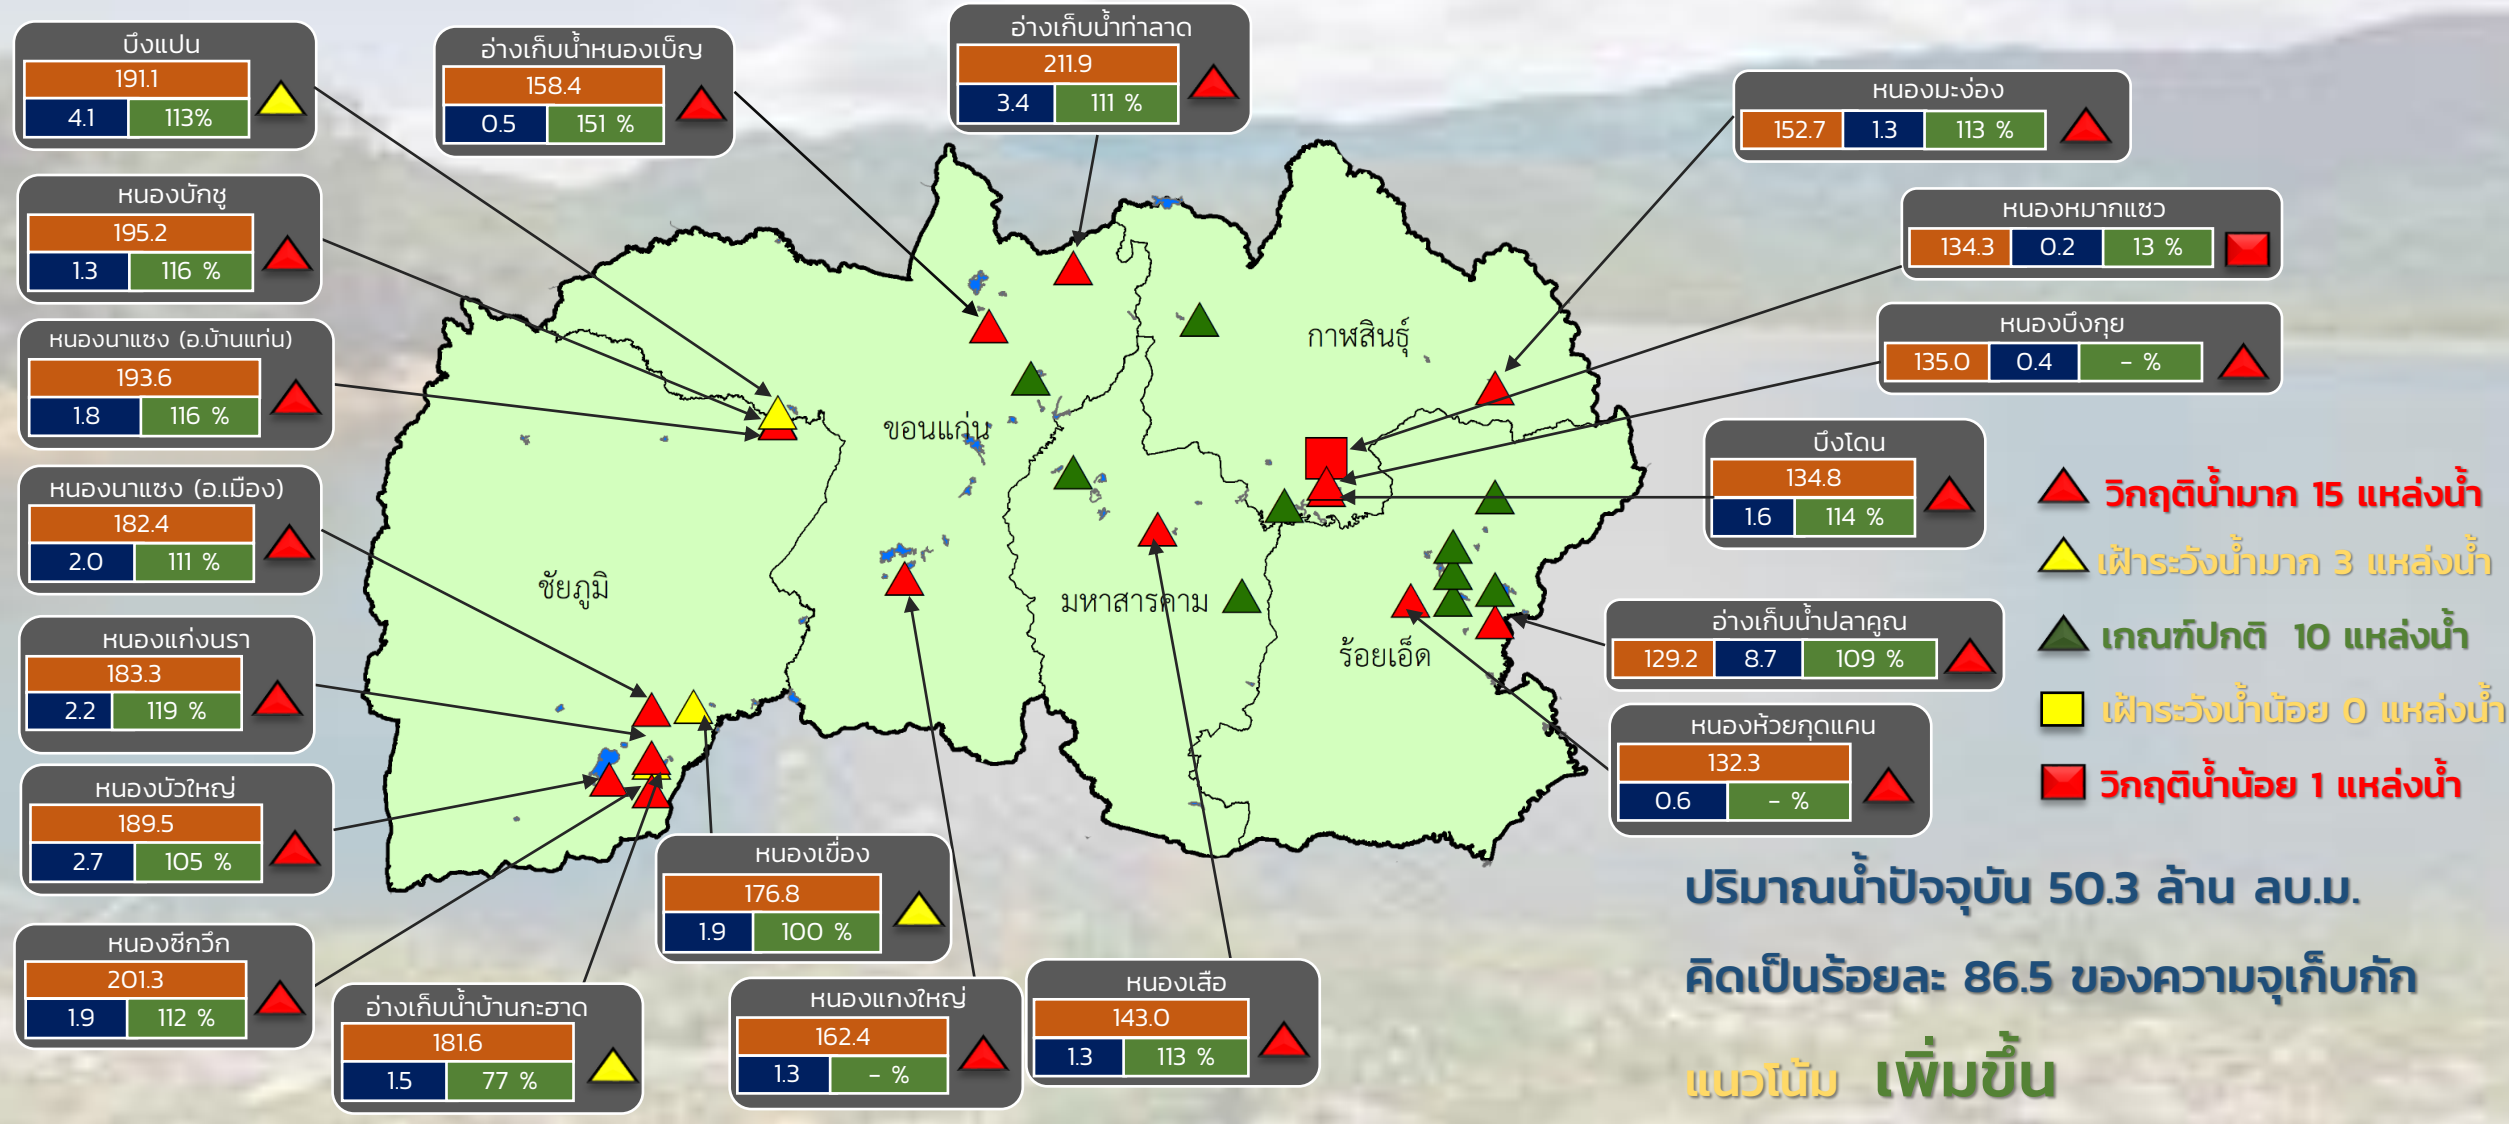 บึงแปน
191.1
4.1 113%
หนองบักซู
195.2
1.3 116 %
หนองนาแซง (อ.บ้านแท่น)
193.6
1.8 116 %
หนองนาแซง (อ.เมือง)
182.4
2.0 111 %
หนองแก่งนรา
183.3
2.2 119 %
หนองบัวใหญ่
189.5
2.7 105 %
หนองซีกวึก
201.3
1.9 112 %
อ่างเก็บน้ำหนองเบ็ญ
158.4
0.5 151 %
อ่างเก็บน้ำท่าลาด
211.9
3.4 111 %
หนองมะง่อง
152.7 1.3 113 %
หนองหมากแซว
134.3 0.2 13 %
หนองบึงกุย
135.0 0.4 - %
บึงโดน
134.8
1.6 114 %
อ่างเก็บน้ำปลาคูณ
129.2 8.7 109 %
หนองห้วยกุดแคน
132.3
0.6 - %
กาฬสินธุ์
ขอนแก่น
ชัยภูมิ
มหาสารคาม
ร้อยเอ็ด
อ่างเก็บน้ำบ้านกะฮาด
181.6
1.5 77 %
หนองเขื่อง
176.8
1.9 100 %
หนองแกงใหญ่
162.4
1.3 - %
หนองเสือ
143.0
1.3 113 %
วิกฤติน้ำมาก 15 แหล่งน้ำ
เฝ้าระวังน้ำมาก 3 แหล่งน้ำ
เกณฑ์ปกติ 10 แหล่งน้ำ
เฝ้าระวังน้ำน้อย 0 แหล่งน้ำ
วิกฤติน้ำน้อย 1 แหล่งน้ำ
ปริมาณน้ำปัจจุบัน 50.3 ล้าน ลบ.ม.
คิดเป็นร้อยละ 86.5 ของความจุเก็บกัก
แนวโน้ม เพิ่มขึ้น